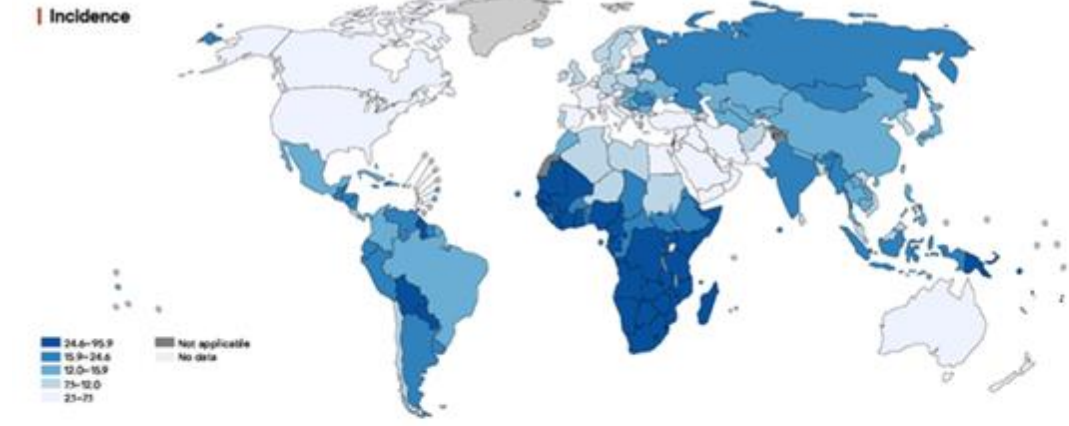 Incidence
24.6–95.9
15.9–24.6
12.0–15.9
7.1–12.0
2.1–7.1
Not applicable
No data